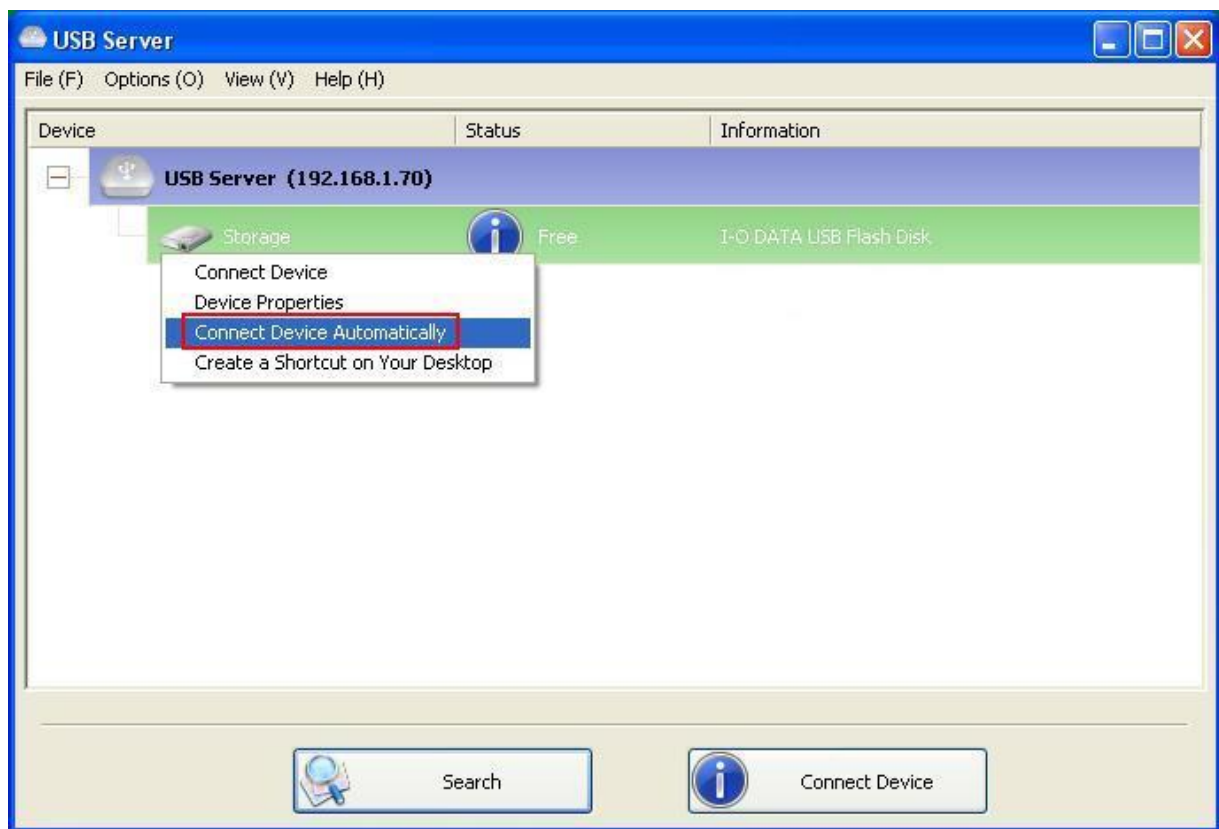 USB Server
File (F) Options (O) View (V) Help (H)
Device Status Information
USB Server (192.168.1.70)
Storage Free I-O DATA USB Flash Disk
Connect Device
Device Properties
Connect Device Automatically
Create a Shortcut on Your Desktop
Search Connect Device